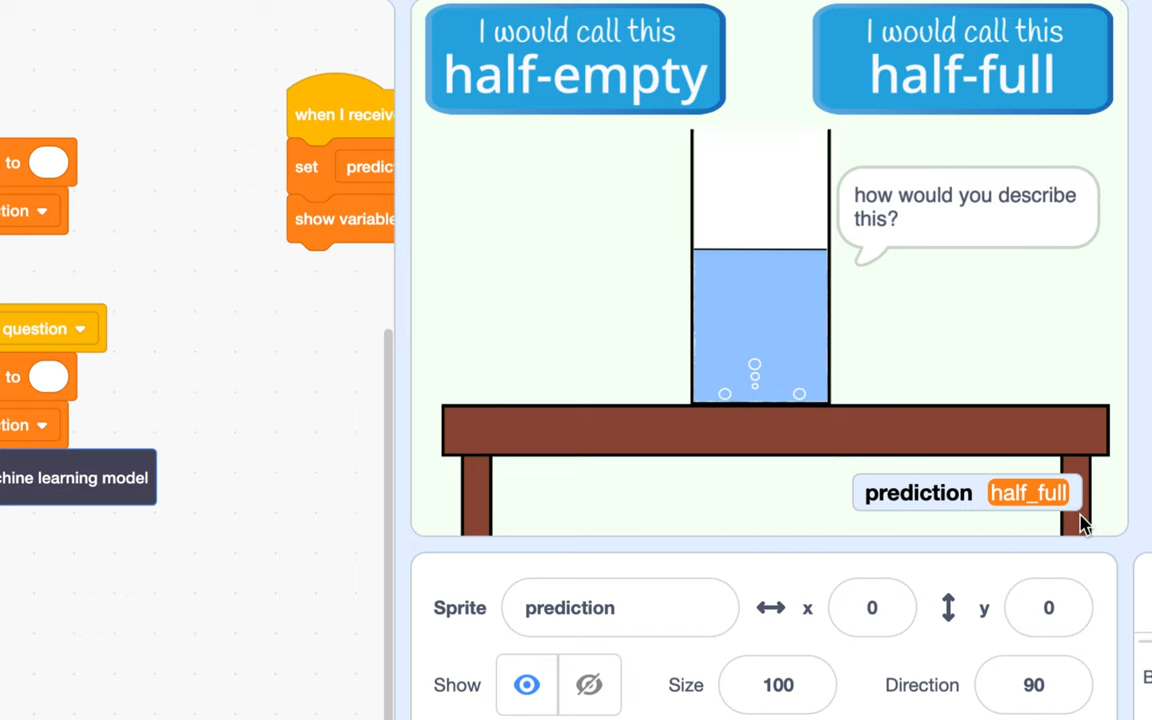 to
tion
question
to
tion
chine learning model
when I receiv
set predic
show variable
I would call this
half-empty
I would call this
half-full
how would you describe
this?
prediction half_full
Sprite prediction x 0 y 0
Show Size 100 Direction 90
B